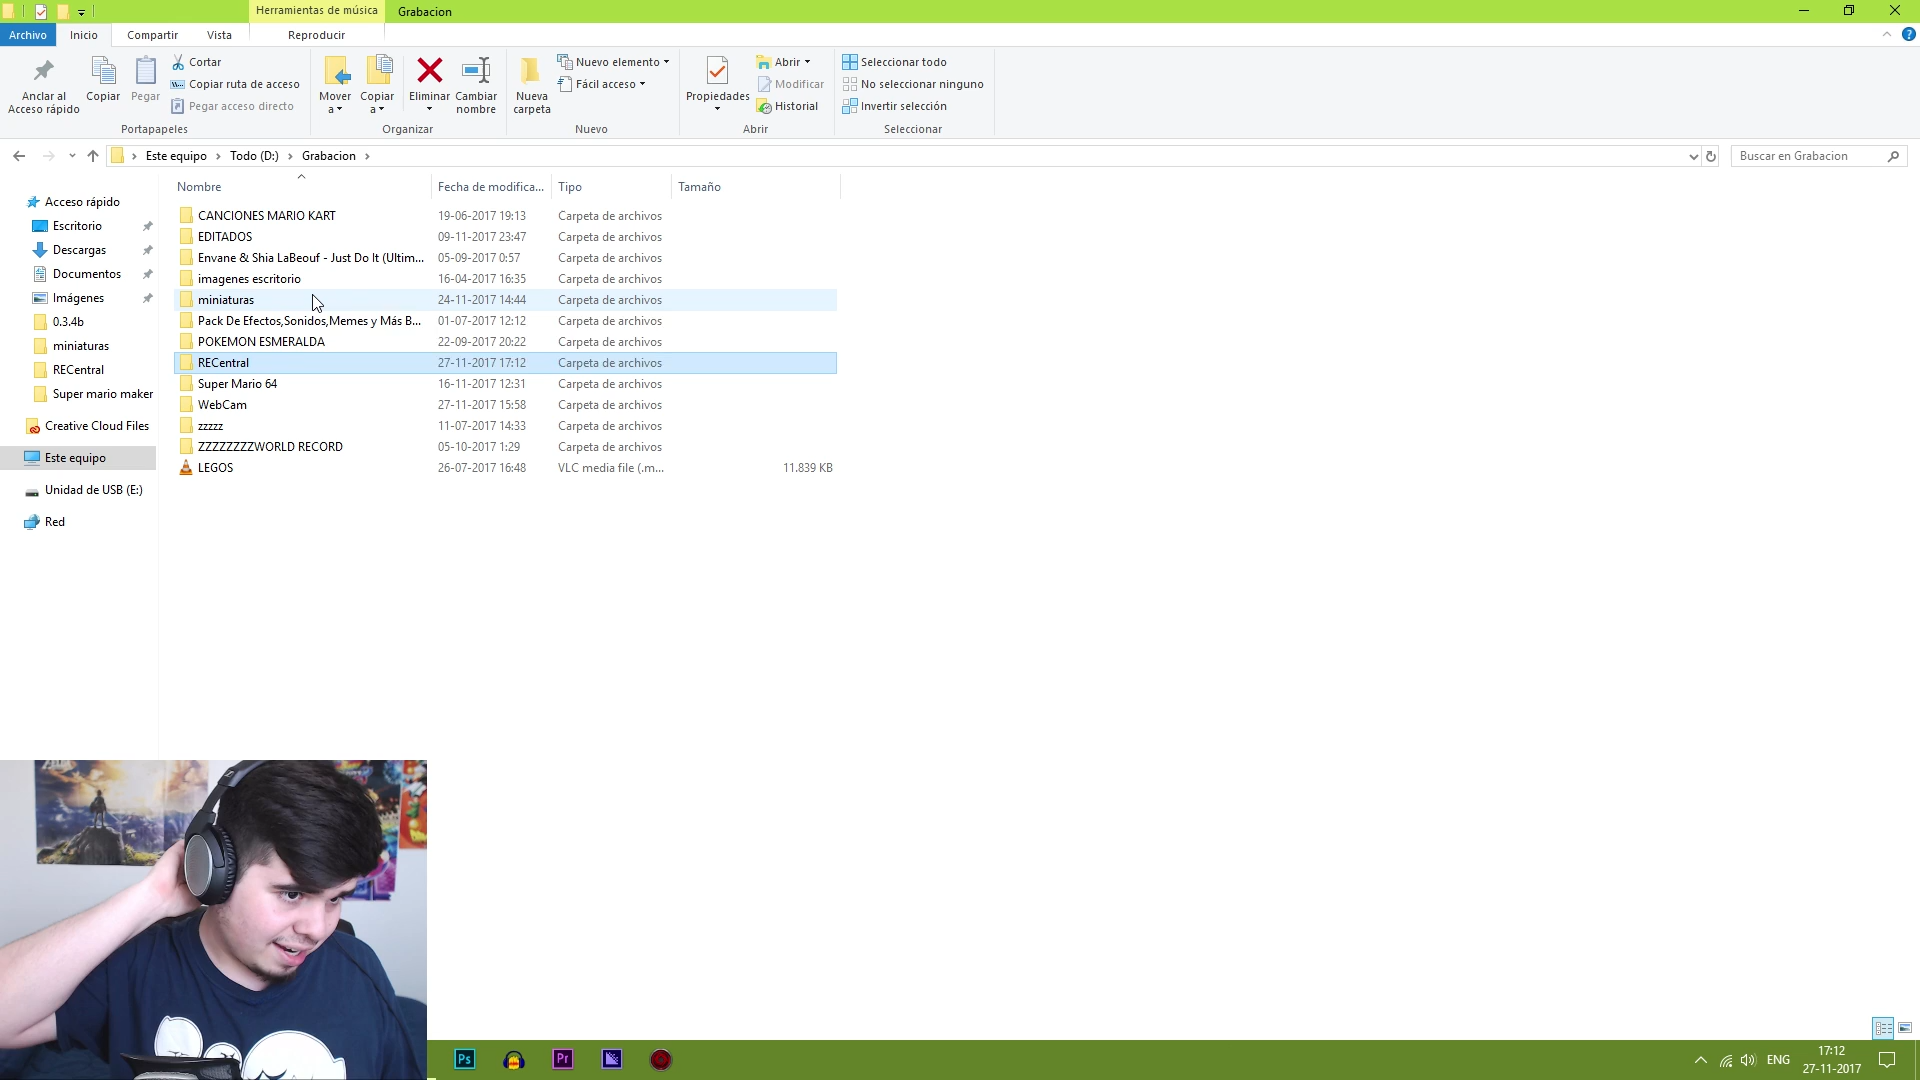 Herramientas de música
Grabacion
Archivo
Inicio
Compartir
Vista
Reproducir
Anclar al
Acceso rápido
Copiar
Pegar
Cortar
Copiar ruta de acceso
Pegar acceso directo
Portapapeles
Mover
a
Copiar
a
Eliminar
Cambiar
nombre
Organizar
Nueva
carpeta
Nuevo elemento
Fácil acceso
Nuevo
Propiedades
Abrir
Modificar
Historial
Abrir
Seleccionar todo
No seleccionar ninguno
Invertir selección
Seleccionar
Este equipo > Todo (D:) > Grabacion >
Buscar en Grabacion
Acceso rápido
Escritorio
Descargas
Documentos
Imágenes
0.3.4b
miniaturas
RECentral
Super mario maker
Creative Cloud Files
Este equipo
Unidad de USB (E:)
Red
Nombre Fecha de modifica... Tipo Tamaño
CANCIONES MARIO KART 19-06-2017 19:13 Carpeta de archivos
EDITADOS 09-11-2017 23:47 Carpeta de archivos
Envane & Shia LaBeouf - Just Do It (Ultim... 05-09-2017 0:57 Carpeta de archivos
imagenes escritorio 16-04-2017 16:35 Carpeta de archivos
miniaturas 24-11-2017 14:44 Carpeta de archivos
Pack De Efectos,Sonidos,Memes y Más B... 01-07-2017 12:12 Carpeta de archivos
POKEMON ESMERALDA 22-09-2017 20:22 Carpeta de archivos
RECentral 27-11-2017 17:12 Carpeta de archivos
Super Mario 64 16-11-2017 12:31 Carpeta de archivos
WebCam 27-11-2017 15:58 Carpeta de archivos
zzzzz 11-07-2017 14:33 Carpeta de archivos
ZZZZZZZZWORLD RECORD 05-10-2017 1:29 Carpeta de archivos
LEGOS 26-07-2017 16:48 VLC media file (.m... 11.839 KB
Ps
Pr
ENG
17:12
27-11-2017